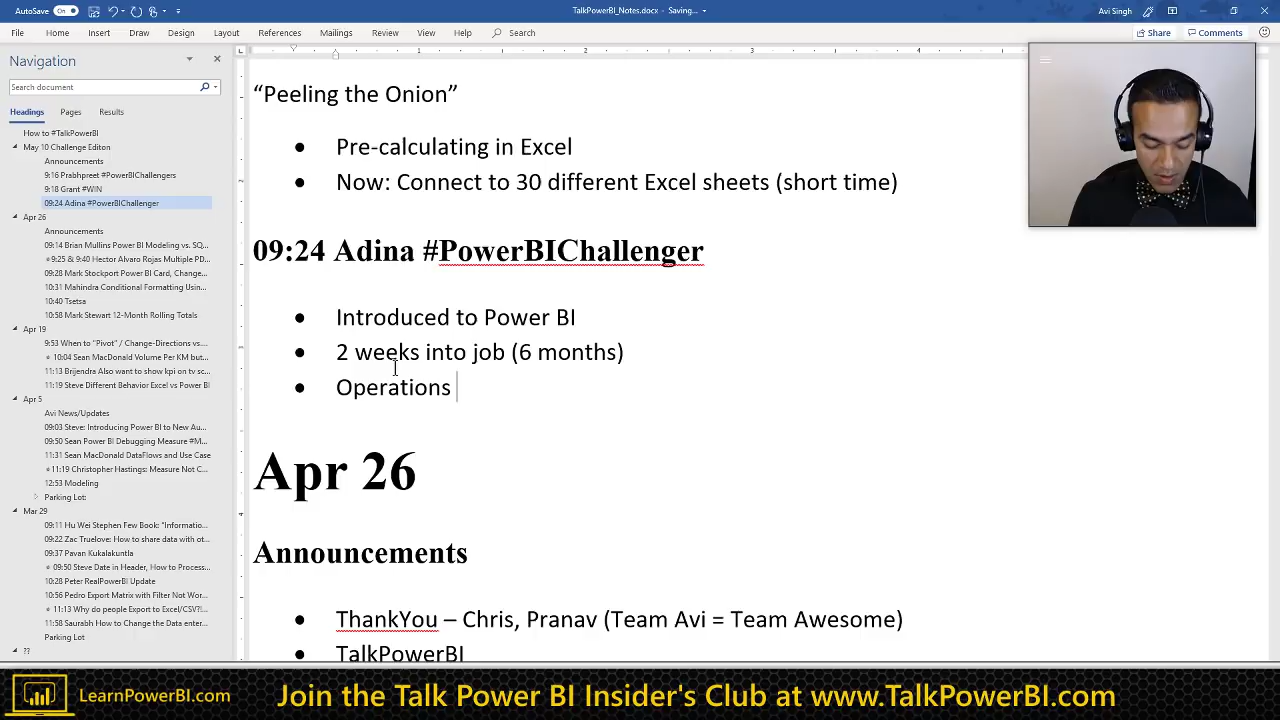 AutoSave On
TalkPowerBI_Notes.docx - Saving...
Avi Singh
File Home Insert Draw Design Layout References Mailings Review View Help Search
Share Comments
Navigation
Search document
Headings Pages Results
How to #TalkPowerBI
May 10 Challenge Editon
Announcements
9:16 Prabhpreet #PowerBIChallengers
9:18 Grant #WIN
09:24 Adina #PowerBIChallenger
Apr 26
Announcements
09:14 Brian Mullins Power BI Modeling vs. SQ...
9:25 & 9:40 Hector Alvaro Rojas Multiple PD...
09:28 Mark Stockport Power BI Card, Change...
10:31 Mahindra Conditional Formatting Usin...
10:40 Tsetsa
10:58 Mark Stewart 12-Month Rolling Totals
Apr 19
9:53 When to “Pivot” / Change-Directions vs...
10:04 Sean MacDonald Volume Per KM but...
11:13 Brijendra Also want to show kpi on tv sc...
11:19 Steve Different Behavior Excel vs Power BI
Apr 5
Avi News/Updates
09:03 Steve: Introducing Power BI to New Au...
09:50 Sean Power BI Debugging Measure #M...
11:31 Sean MacDonald DataFlows and Use Case
11:19 Christopher Hastings: Measure Not C...
12:53 Modeling
Parking Lot:
Mar 29
09:11 Hu Wei Stephen Few Book: “Informatio...
09:22 Zac Truelove: How to share data with ot...
09:37 Pavan Kukalakuntla
09:50 Steve Date in Header, How to Process...
10:28 Peter RealPowerBI Update
10:56 Pedro Export Matrix with Filter Not Wor...
11:13 Why do people Export to Excel/CSV?!...
11:58 Saurabh How to Change the Data enter...
Parking Lot
??
“Peeling the Onion”
• Pre-calculating in Excel
• Now: Connect to 30 different Excel sheets (short time)
09:24 Adina #PowerBIChallenger
• Introduced to Power BI
• 2 weeks into job (6 months)
• Operations
Apr 26
Announcements
• ThankYou – Chris, Pranav (Team Avi = Team Awesome)
• TalkPowerBI
LearnPowerBI.com
Join the Talk Power BI Insider's Club at www.TalkPowerBI.com